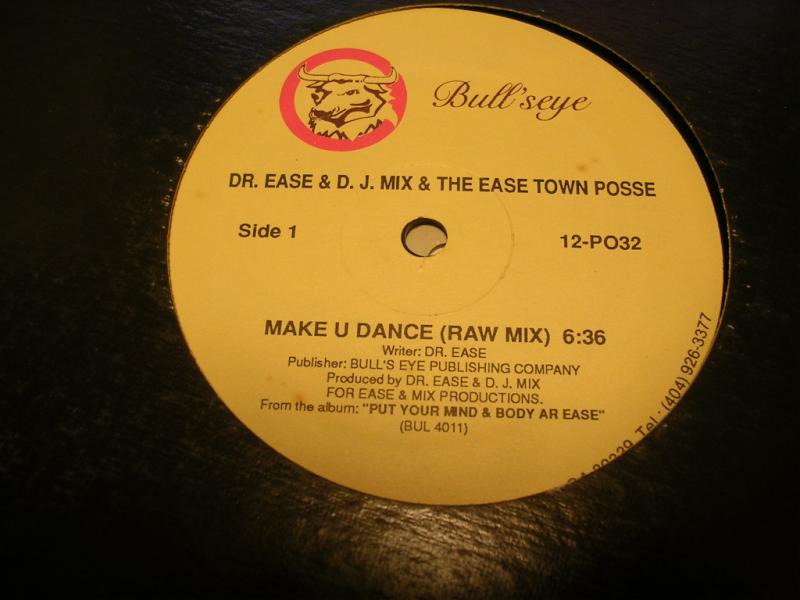 Bull'seye
DR. EASE & D. J. MIX & THE EASE TOWN POSSE
Side 1
12-PO32
MAKE U DANCE (RAW MIX) 6:36
Writer: DR. EASE
Publisher: BULL'S EYE PUBLISHING COMPANY
Produced by DR. EASE & D. J. MIX
FOR EASE & MIX PRODUCTIONS.
From the album: "PUT YOUR MIND & BODY AR EASE"
(BUL 4011)
Tel.: (404) 926-3377